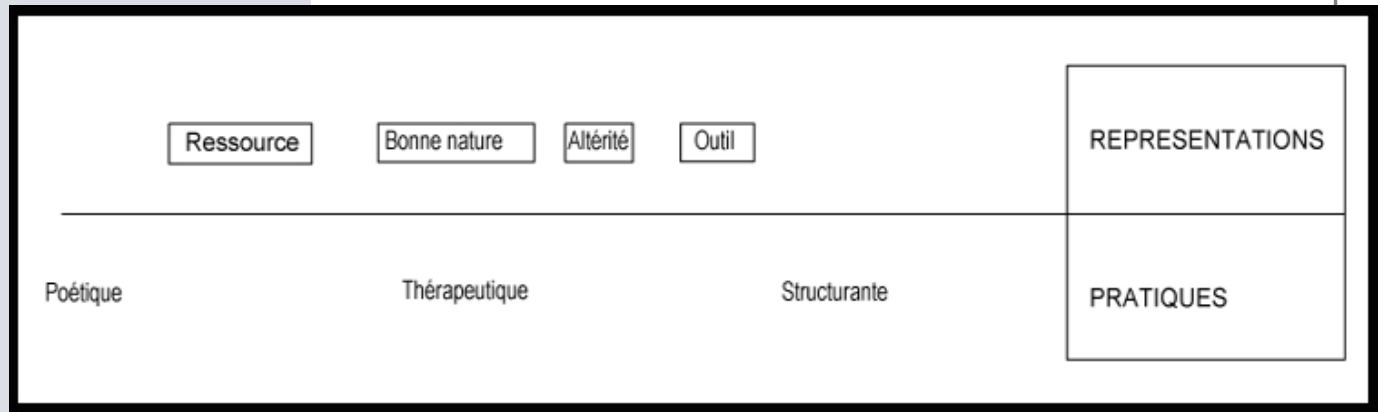 Ressource Bonne nature Altérité Outil REPRESENTATIONS
Poétique Thérapeutique Structurante PRATIQUES